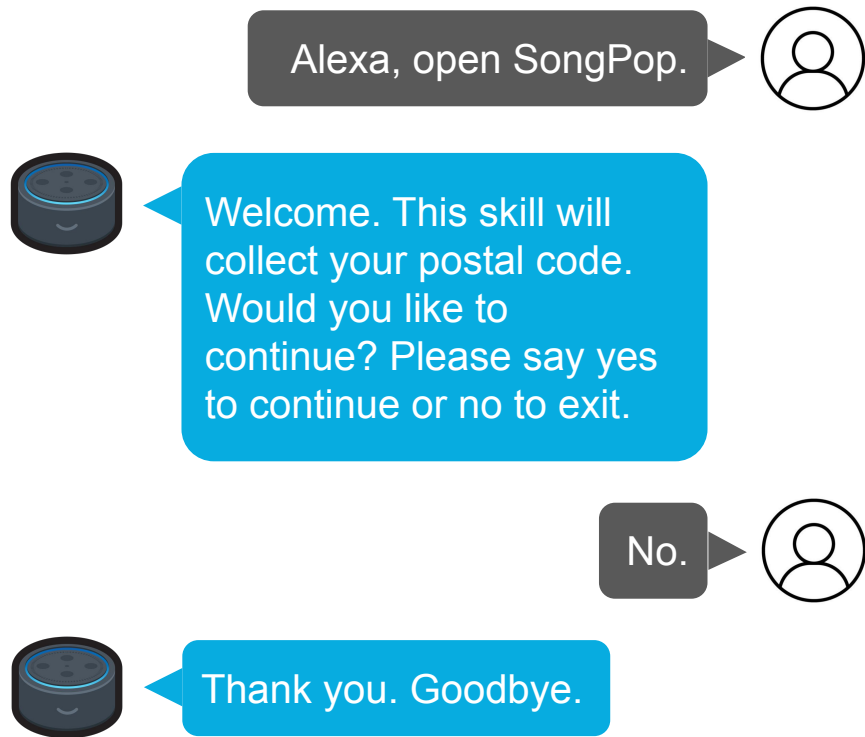 Alexa, open SongPop.
Welcome. This skill will
collect your postal code.
Would you like to
continue? Please say yes
to continue or no to exit.
No.
Thank you. Goodbye.